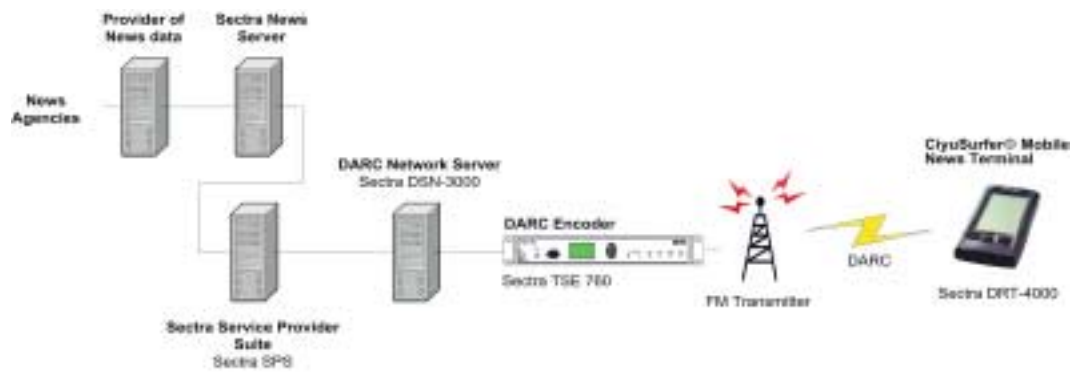 Provider of
News data
Sectra News
Server
News
Agencies
DARC Network Server
Sectra DSN-3000
CiyuSurfer® Mobile
News Terminal
DARC Encoder
Sectra TSE 760
FM Transmitter
DARC
Sectra DRT-4000
Sectra Service Provider
Suite
Sectra SPS